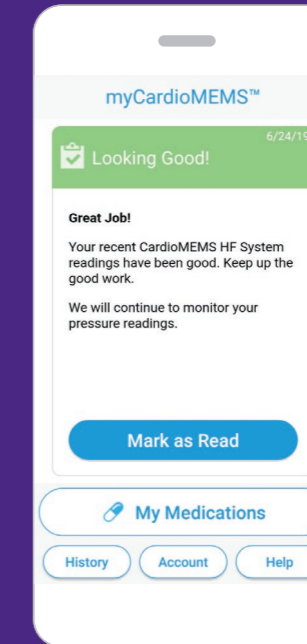 myCardioMEMS™
6/24/19
Looking Good!
Great Job!
Your recent CardioMEMS HF System
readings have been good. Keep up the
good work.
We will continue to monitor your
pressure readings.
Mark as Read
My Medications
History
Account
Help